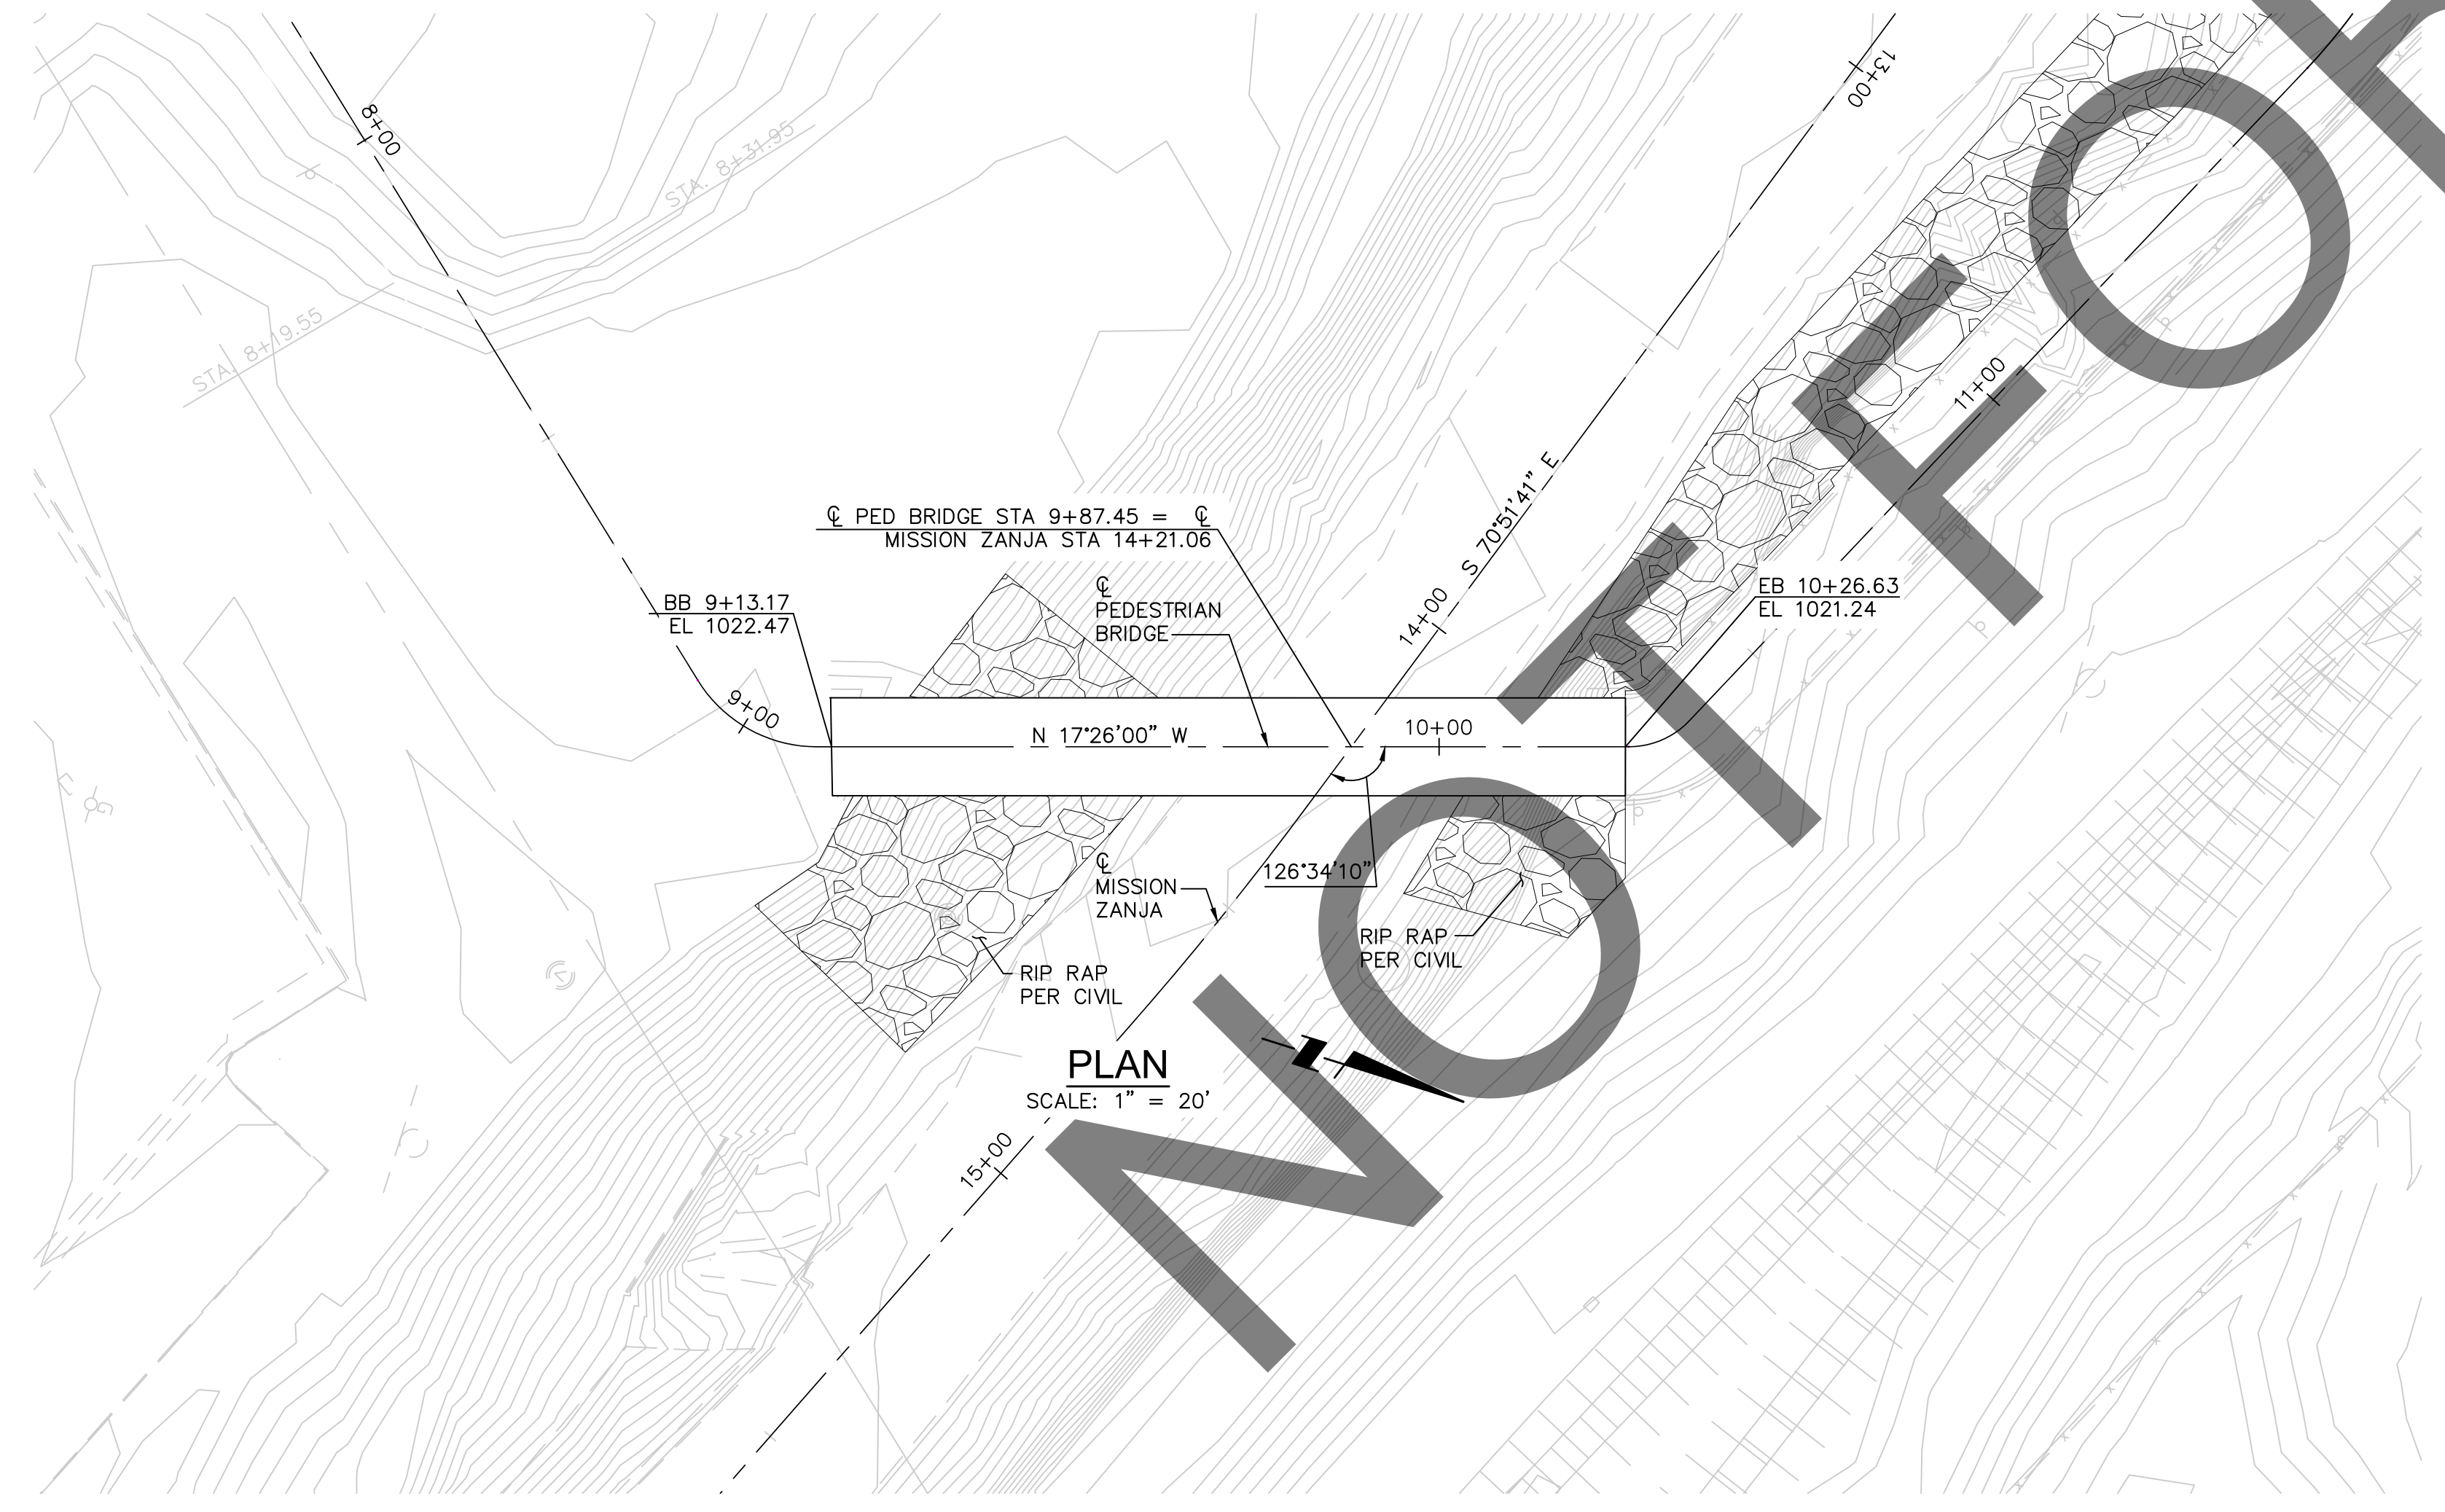 8+00
STA. 8+31.95
STA. 8+19.55
13+00
11+00
S 70°51'41" E
14+00
℄ PED BRIDGE STA 9+87.45 = ℄
MISSION ZANJA STA 14+21.06
BB 9+13.17
EL 1022.47
℄
PEDESTRIAN
BRIDGE
EB 10+26.63
EL 1021.24
9+00
N 17°26'00" W
10+00
126°34'10"
℄
MISSION
ZANJA
RIP RAP
PER CIVIL
RIP RAP
PER CIVIL
PLAN
SCALE: 1" = 20'
15+00
NOT FO